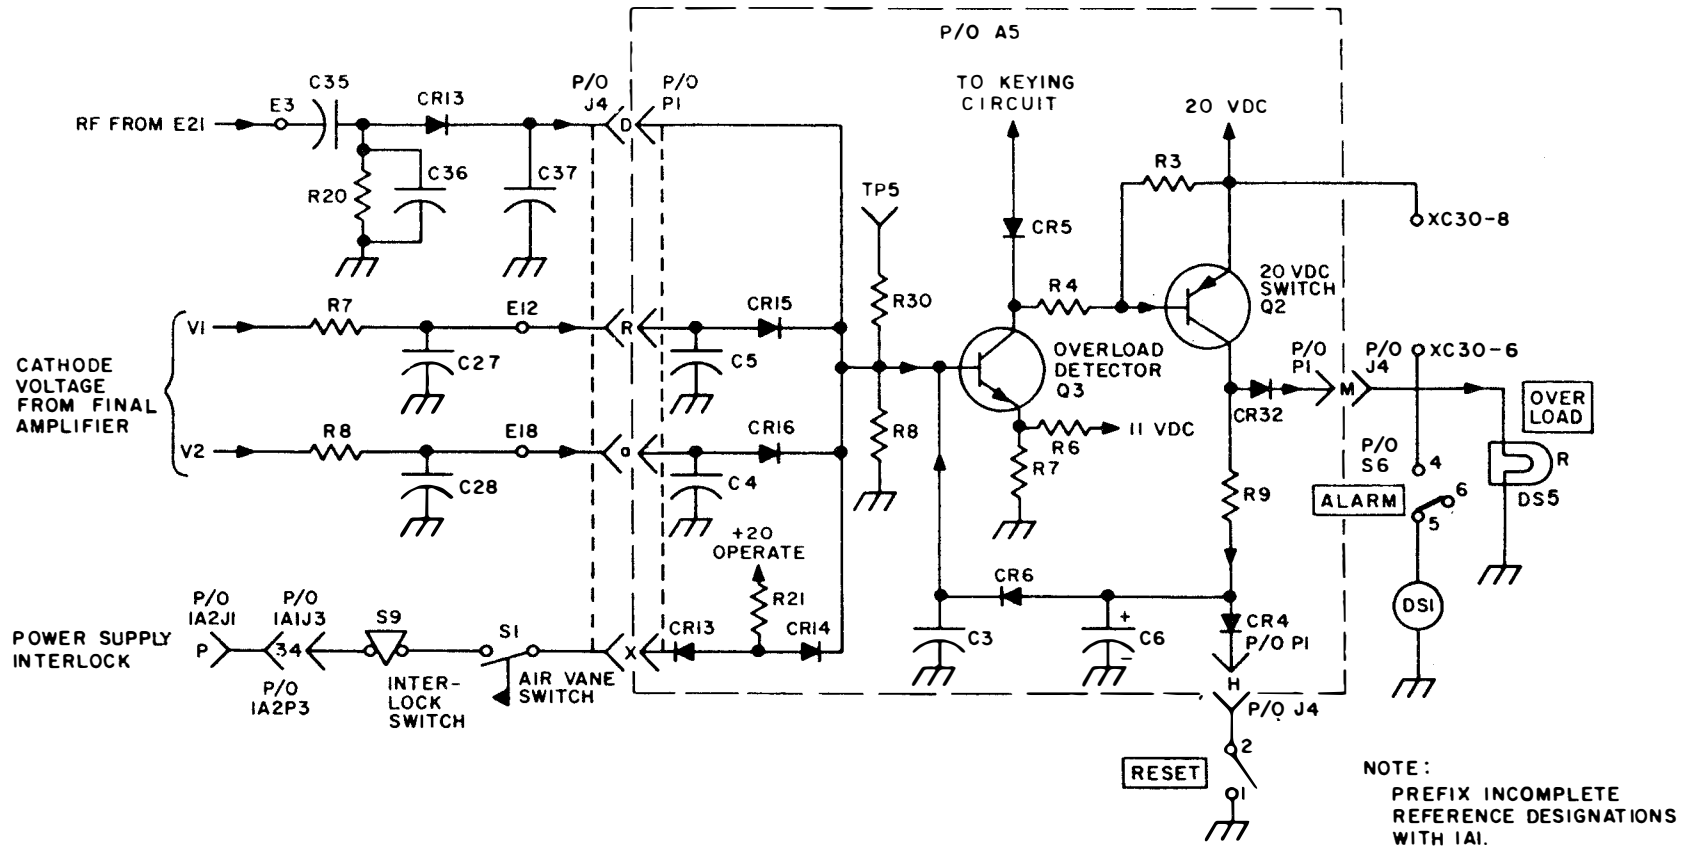 P/O A5
RF FROM E21
E3
C35
CR13
P/O
J4
P/O
P1
D
R20
C36
C37
TO KEYING
CIRCUIT
20 VDC
R3
XC30-8
TP5
CR5
R30
R4
20 VDC
SWITCH
Q2
CATHODE
VOLTAGE
FROM FINAL
AMPLIFIER
V1
R7
E12
R
CR15
C27
C5
OVERLOAD
DETECTOR
Q3
P/O
P1
P/O
J4
XC30-6
M
CR32
OVER
LOAD
V2
R8
E18
a
CR16
C28
C4
R8
R6
11 VDC
R7
R9
P/O
S6
4
ALARM
6
5
R
DS5
+20
OPERATE
R21
CR13
CR14
X
CR6
C3
+
C6
–
CR4
P/O P1
H
P/O J4
DS1
POWER SUPPLY
INTERLOCK
P/O
1A2J1
P
P/O
1A1J3
34
P/O
1A2P3
S9
INTER-
LOCK
SWITCH
S1
AIR VANE
SWITCH
RESET
2
1
NOTE:
PREFIX INCOMPLETE
REFERENCE DESIGNATIONS
WITH 1A1.